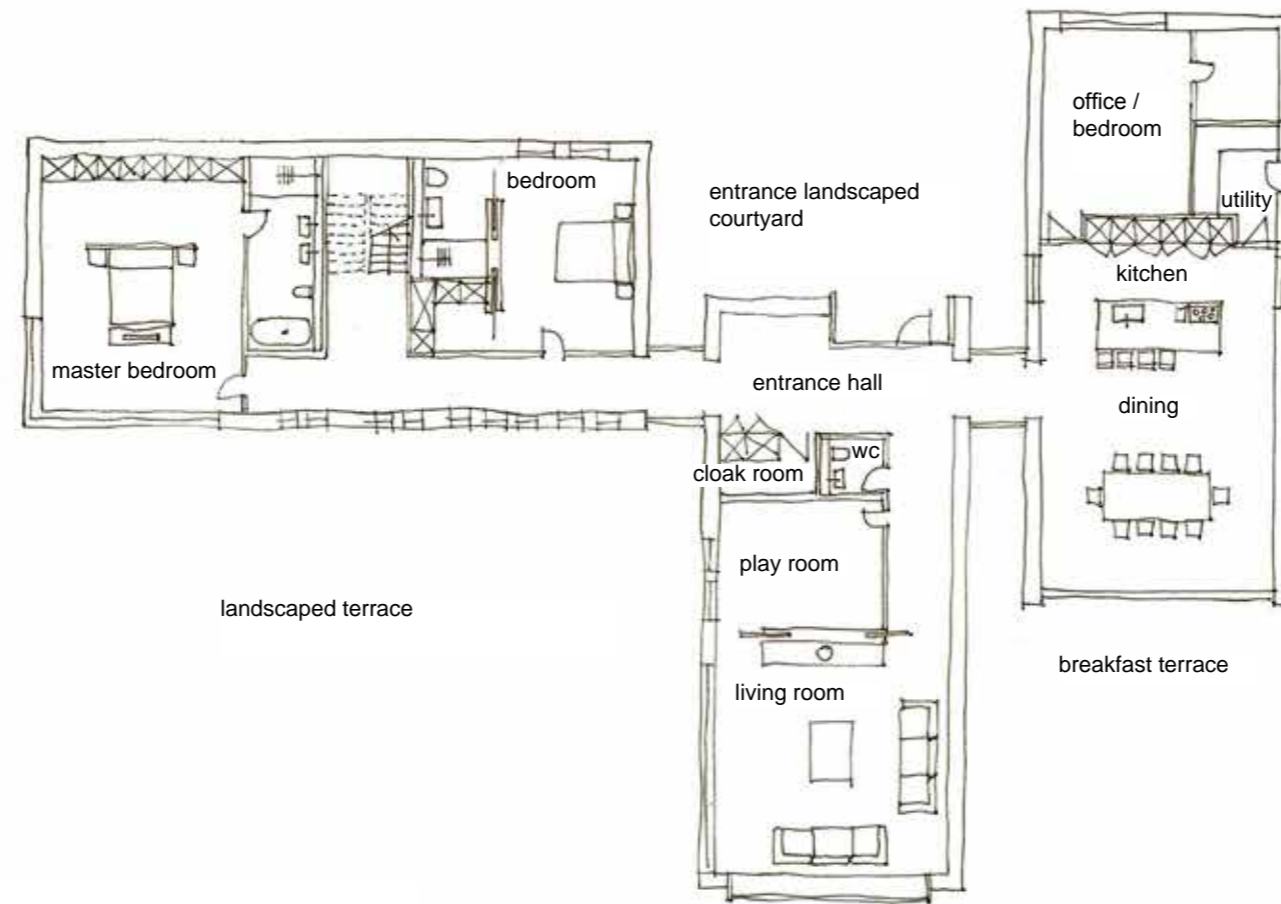 office /
bedroom
bedroom
entrance landscaped
courtyard
utility
kitchen
master bedroom
entrance hall
dining
wc
cloak room
play room
landscaped terrace
breakfast terrace
living room